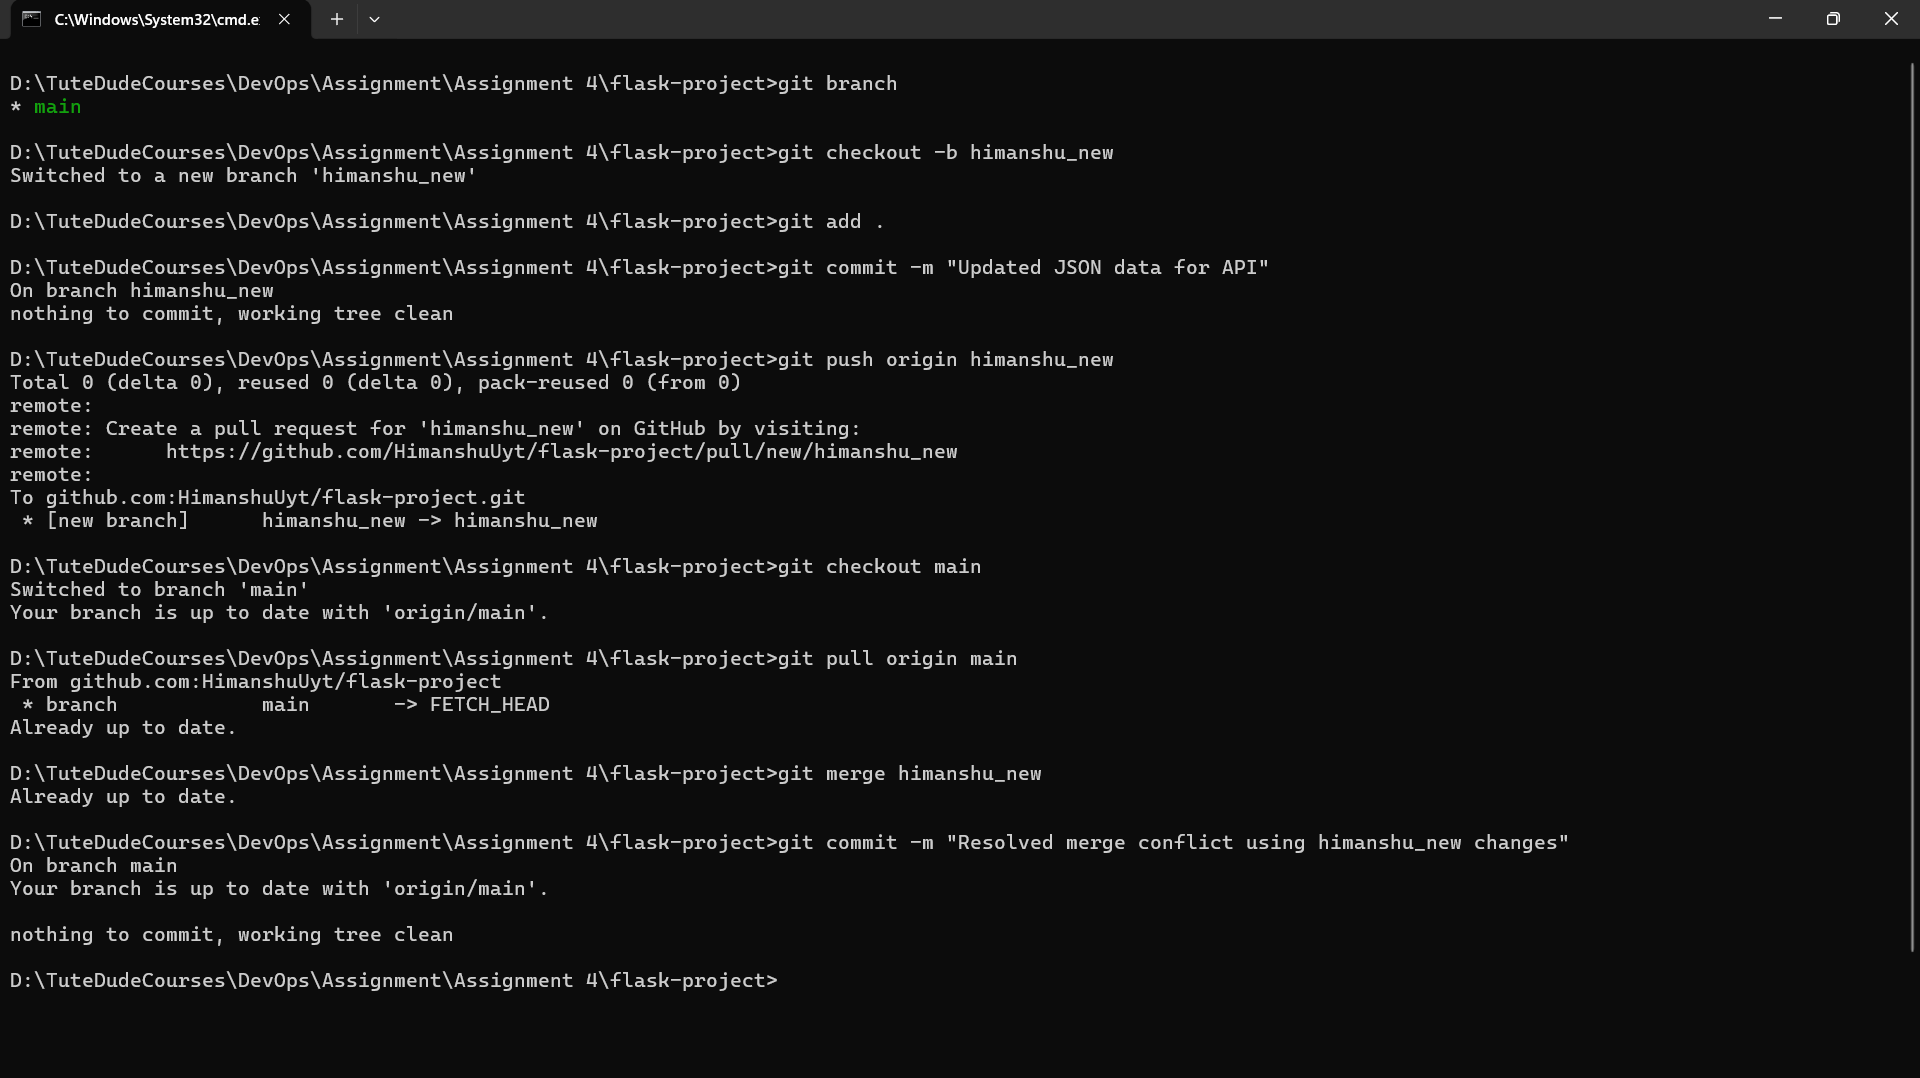 C:\Windows\System32\cmd.e
D:\TuteDudeCourses\DevOps\Assignment\Assignment 4\flask-project>git branch
* main
D:\TuteDudeCourses\DevOps\Assignment\Assignment 4\flask-project>git checkout -b himanshu_new
Switched to a new branch 'himanshu_new'
D:\TuteDudeCourses\DevOps\Assignment\Assignment 4\flask-project>git add .
D:\TuteDudeCourses\DevOps\Assignment\Assignment 4\flask-project>git commit -m "Updated JSON data for API"
On branch himanshu_new
nothing to commit, working tree clean
D:\TuteDudeCourses\DevOps\Assignment\Assignment 4\flask-project>git push origin himanshu_new
Total 0 (delta 0), reused 0 (delta 0), pack-reused 0 (from 0)
remote:
remote: Create a pull request for 'himanshu_new' on GitHub by visiting:
remote:      https://github.com/HimanshuUyt/flask-project/pull/new/himanshu_new
remote:
To github.com:HimanshuUyt/flask-project.git
 * [new branch]      himanshu_new -> himanshu_new
D:\TuteDudeCourses\DevOps\Assignment\Assignment 4\flask-project>git checkout main
Switched to branch 'main'
Your branch is up to date with 'origin/main'.
D:\TuteDudeCourses\DevOps\Assignment\Assignment 4\flask-project>git pull origin main
From github.com:HimanshuUyt/flask-project
 * branch            main       -> FETCH_HEAD
Already up to date.
D:\TuteDudeCourses\DevOps\Assignment\Assignment 4\flask-project>git merge himanshu_new
Already up to date.
D:\TuteDudeCourses\DevOps\Assignment\Assignment 4\flask-project>git commit -m "Resolved merge conflict using himanshu_new changes"
On branch main
Your branch is up to date with 'origin/main'.
nothing to commit, working tree clean
D:\TuteDudeCourses\DevOps\Assignment\Assignment 4\flask-project>